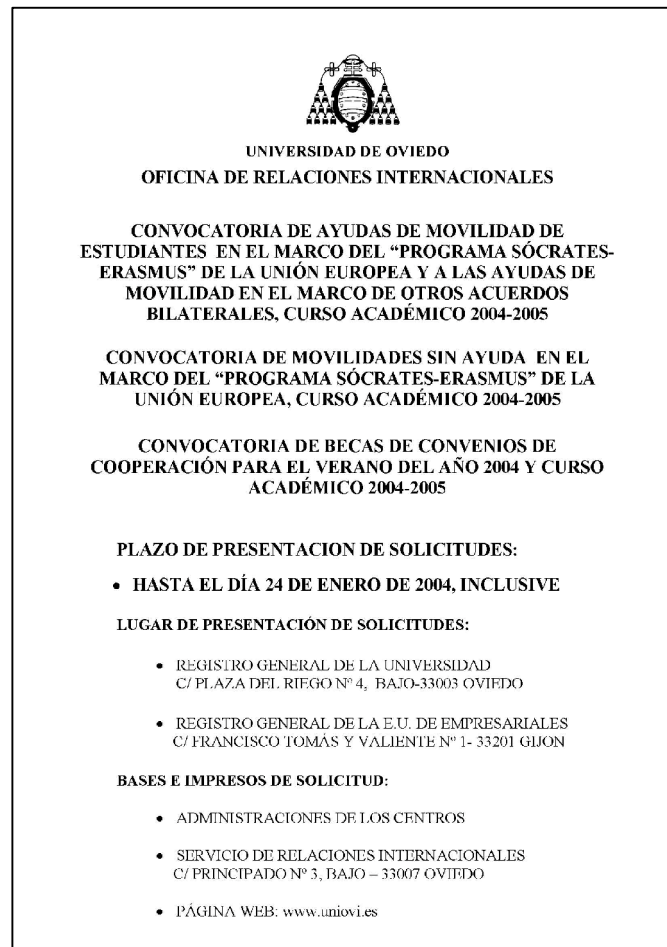 UNIVERSIDAD DE OVIEDO
OFICINA DE RELACIONES INTERNACIONALES
CONVOCATORIA DE AYUDAS DE MOVILIDAD DE
ESTUDIANTES EN EL MARCO DEL “PROGRAMA SÓCRATES-
ERASMUS” DE LA UNIÓN EUROPEA Y A LAS AYUDAS DE
MOVILIDAD EN EL MARCO DE OTROS ACUERDOS
BILATERALES, CURSO ACADÉMICO 2004-2005
CONVOCATORIA DE MOVILIDADES SIN AYUDA EN EL
MARCO DEL “PROGRAMA SÓCRATES-ERASMUS” DE LA
UNIÓN EUROPEA, CURSO ACADÉMICO 2004-2005
CONVOCATORIA DE BECAS DE CONVENIOS DE
COOPERACIÓN PARA EL VERANO DEL AÑO 2004 Y CURSO
ACADÉMICO 2004-2005
PLAZO DE PRESENTACION DE SOLICITUDES:
• HASTA EL DÍA 24 DE ENERO DE 2004, INCLUSIVE
LUGAR DE PRESENTACIÓN DE SOLICITUDES:
• REGISTRO GENERAL DE LA UNIVERSIDAD
C/ PLAZA DEL RIEGO Nº 4, BAJO-33003 OVIEDO
• REGISTRO GENERAL DE LA E.U. DE EMPRESARIALES
C/ FRANCISCO TOMÁS Y VALIENTE Nº 1- 33201 GIJON
BASES E IMPRESOS DE SOLICITUD:
• ADMINISTRACIONES DE LOS CENTROS
• SERVICIO DE RELACIONES INTERNACIONALES
C/ PRINCIPADO Nº 3, BAJO – 33007 OVIEDO
• PÁGINA WEB: www.uniovi.es